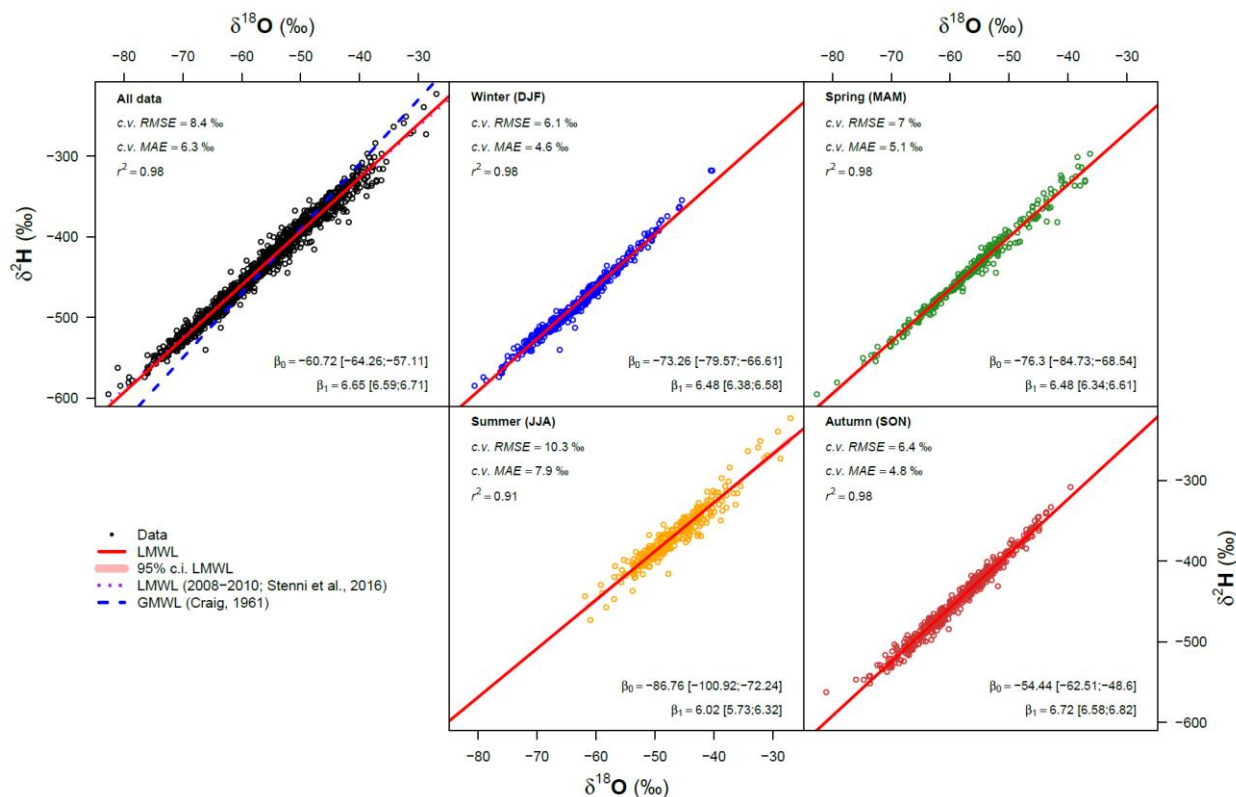 δ¹⁸O (‰)
δ¹⁸O (‰)
−80 −70 −60 −50 −40 −30
−80 −70 −60 −50 −40 −30
All data
c.v. RMSE = 8.4 ‰
c.v. MAE = 6.3 ‰
r² = 0.98
β₀ = −60.72 [−64.26;−57.11]
β₁ = 6.65 [6.59;6.71]
Winter (DJF)
c.v. RMSE = 6.1 ‰
c.v. MAE = 4.6 ‰
r² = 0.98
β₀ = −73.26 [−79.57;−66.61]
β₁ = 6.48 [6.38;6.58]
Spring (MAM)
c.v. RMSE = 7 ‰
c.v. MAE = 5.1 ‰
r² = 0.98
β₀ = −76.3 [−84.73;−68.54]
β₁ = 6.48 [6.34;6.61]
−300
−400
−500
−600
δ²H (‰)
Summer (JJA)
c.v. RMSE = 10.3 ‰
c.v. MAE = 7.9 ‰
r² = 0.91
β₀ = −86.76 [−100.92;−72.24]
β₁ = 6.02 [5.73;6.32]
Autumn (SON)
c.v. RMSE = 6.4 ‰
c.v. MAE = 4.8 ‰
r² = 0.98
β₀ = −54.44 [−62.51;−48.6]
β₁ = 6.72 [6.58;6.82]
−300
−400
−500
−600
δ²H (‰)
Data
LMWL
95% c.i. LMWL
LMWL (2008−2010; Stenni et al., 2016)
GMWL (Craig, 1961)
−80 −70 −60 −50 −40 −30
−80 −70 −60 −50 −40 −30
δ¹⁸O (‰)